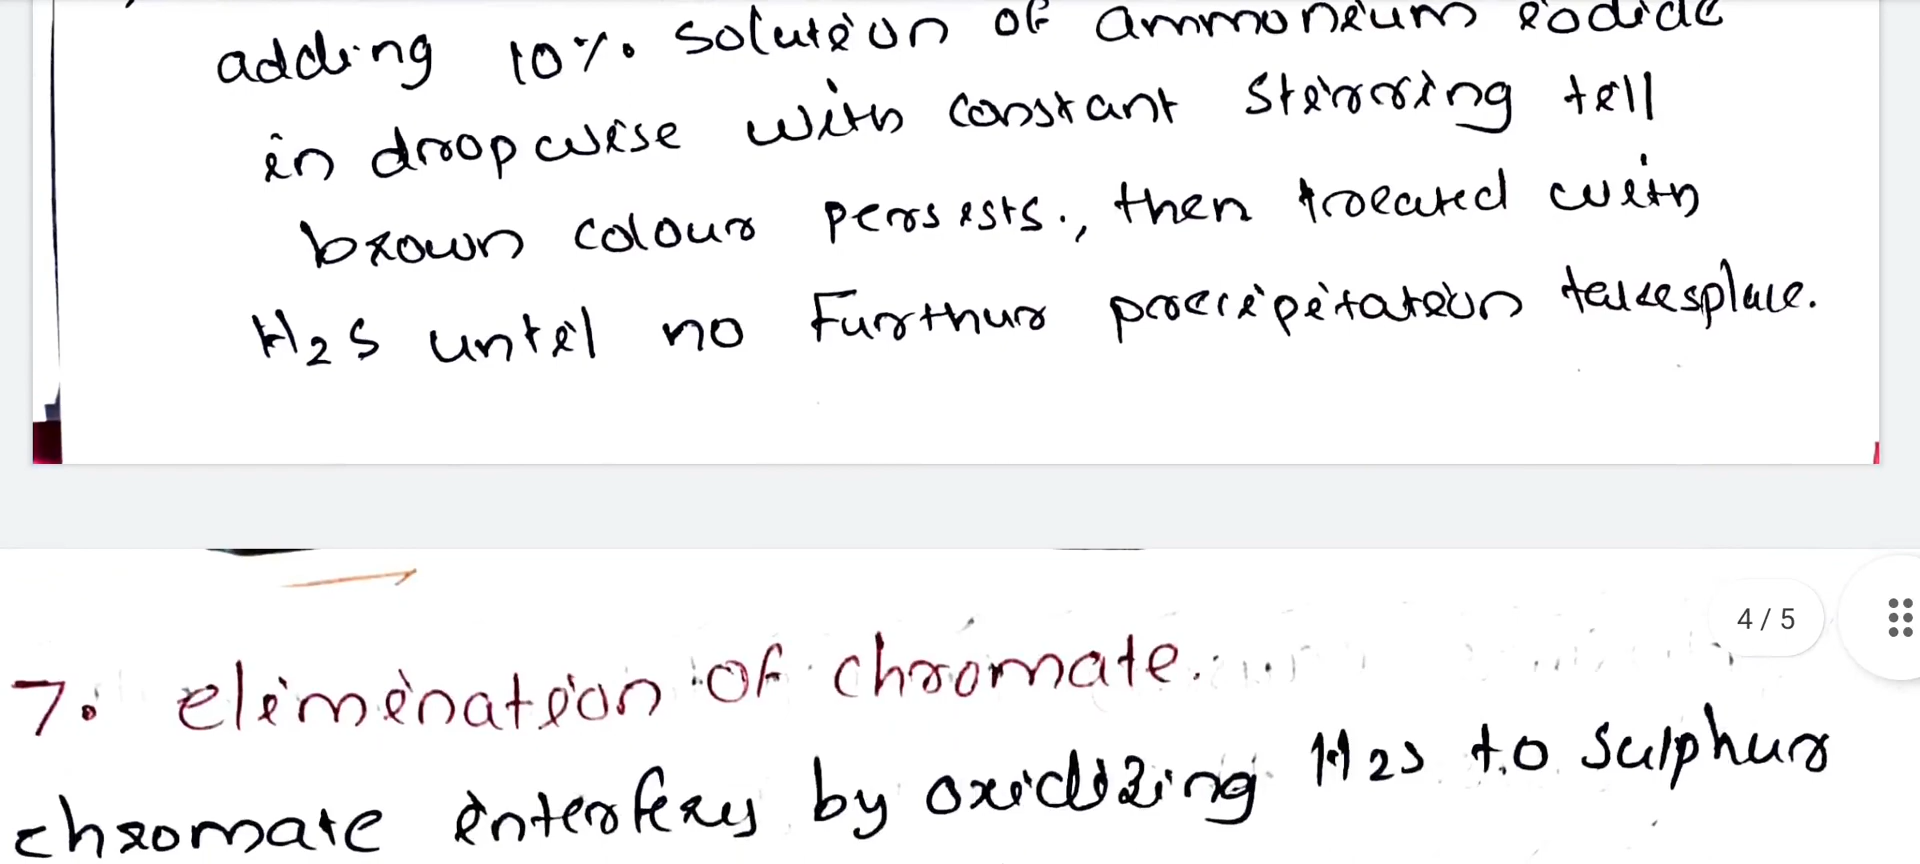 adding 10% solution of ammonium iodide
in dropwise with constant stirring till
brown colour persists., then treated with
H2S until no Furthur precipitation takesplace.
4 / 5
7. elimination of chromate.
chromate interferes by oxidizing H2S to sulphur